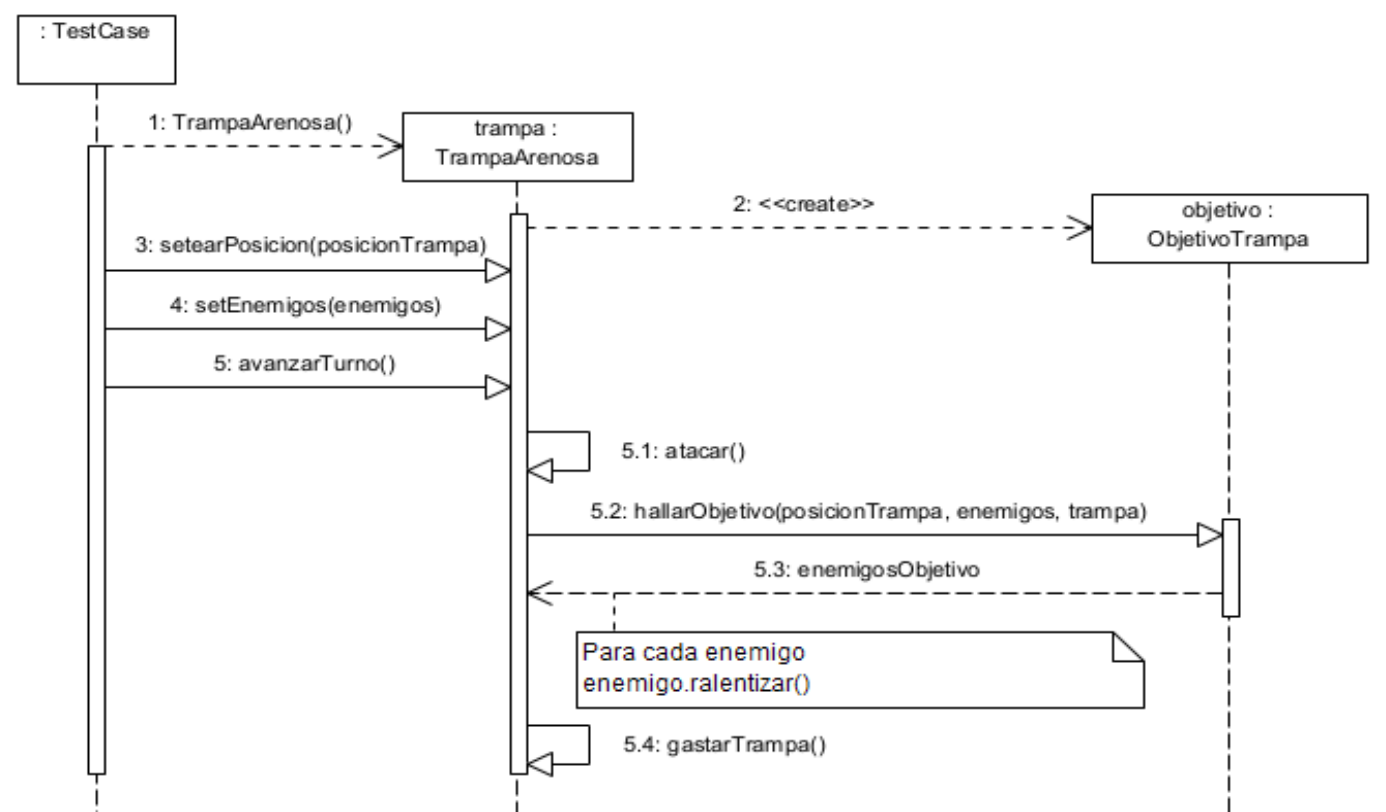 : TestCase
1: TrampaArenosa()
trampa :
TrampaArenosa
2: <<create>>
objetivo :
ObjetivoTrampa
3: setearPosicion(posicionTrampa)
4: setEnemigos(enemigos)
5: avanzarTurno()
5.1: atacar()
5.2: hallarObjetivo(posicionTrampa, enemigos, trampa)
5.3: enemigosObjetivo
Para cada enemigo
enemigo.ralentizar()
5.4: gastarTrampa()